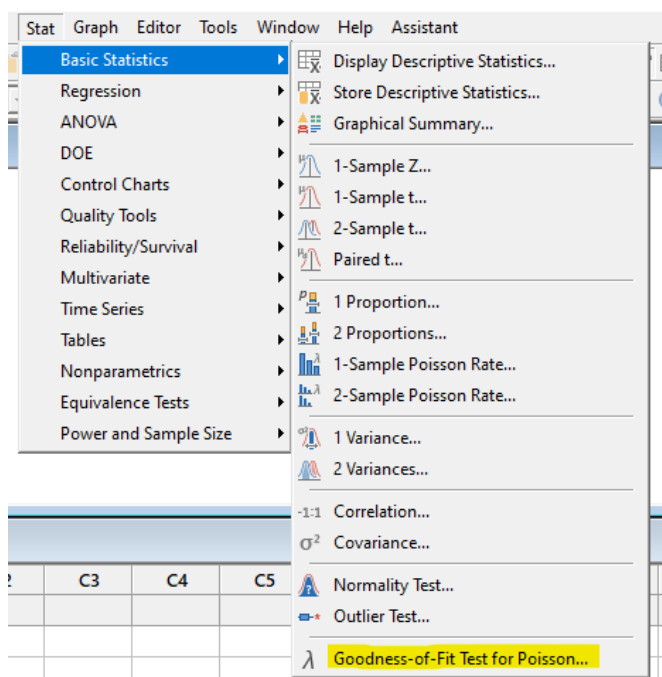 Stat Graph Editor Tools Window Help Assistant
Basic Statistics
Regression
ANOVA
DOE
Control Charts
Quality Tools
Reliability/Survival
Multivariate
Time Series
Tables
Nonparametrics
Equivalence Tests
Power and Sample Size
Display Descriptive Statistics...
Store Descriptive Statistics...
Graphical Summary...
1-Sample Z...
1-Sample t...
2-Sample t...
Paired t...
1 Proportion...
2 Proportions...
1-Sample Poisson Rate...
2-Sample Poisson Rate...
1 Variance...
2 Variances...
-1:1 Correlation...
σ² Covariance...
Normality Test...
Outlier Test...
λ Goodness-of-Fit Test for Poisson...
C3 C4 C5